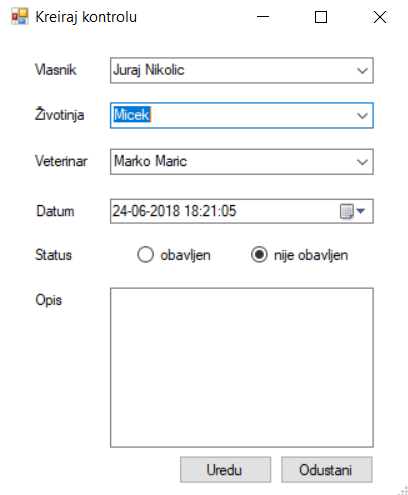 Kreiraj kontrolu
Vlasnik Juraj Nikolic
Životinja Micek
Veterinar Marko Maric
Datum 24-06-2018 18:21:05
Status obavljen nije obavljen
Opis
Uredu Odustani